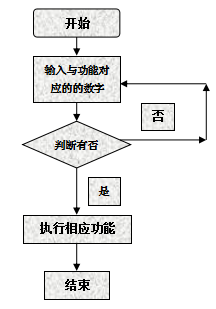 开始
输入与功能对
应的的数字
否
判断有否
是
执行相应功能
结束